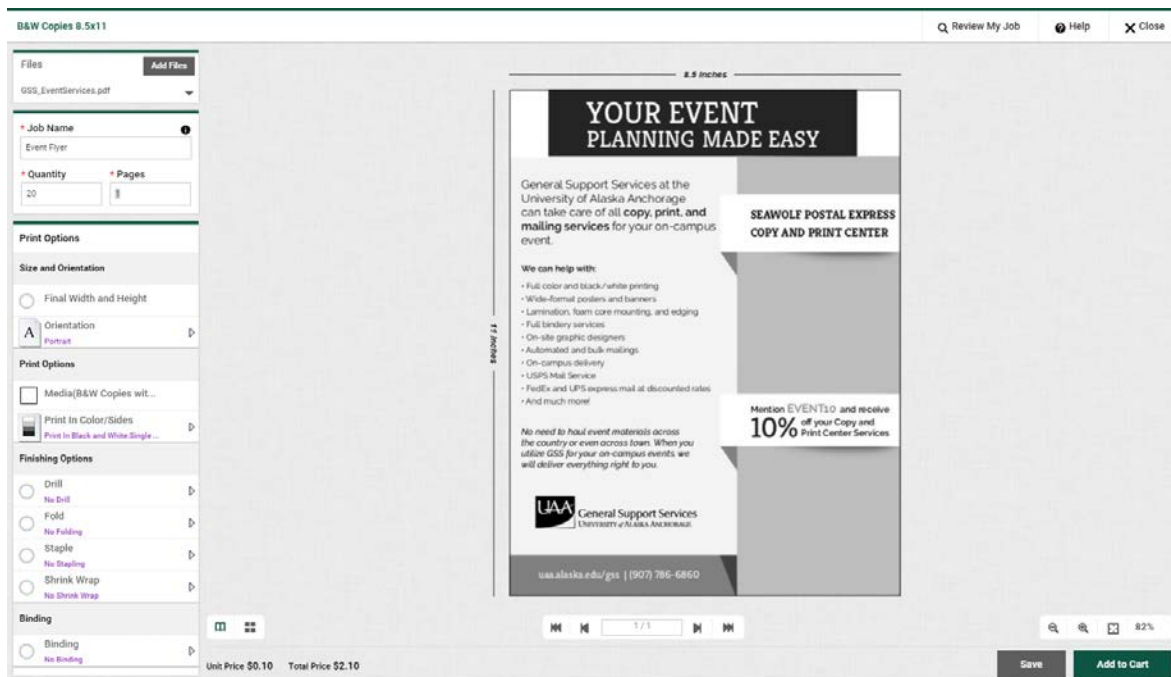 B&W Copies 8.5x11
Review My Job
Help
Close
Files
Add Files
GSS_EventServices.pdf
* Job Name
Event Flyer
* Quantity
* Pages
20
1
Print Options
Size and Orientation
Final Width and Height
Orientation
Portrait
Print Options
Media(B&W Copies wit...
Print In Color/Sides
Print In Black and White Single ...
Finishing Options
Drill
No Drill
Fold
No Folding
Staple
No Stapling
Shrink Wrap
No Shrink Wrap
Binding
Binding
No Binding
8.5 inches
11 inches
YOUR EVENT
PLANNING MADE EASY
General Support Services at the
University of Alaska Anchorage
can take care of all copy, print, and
mailing services for your on-campus
event.
We can help with:
• Full color and black/white printing
• Wide-format posters and banners
• Lamination, foam core mounting, and edging
• Full bindery services
• On-site graphic designers
• Automated and bulk mailings
• On-campus delivery
• USPS Mail Service
• FedEx and UPS express mail at discounted rates
• And much more!
No need to haul event materials across
the country or even across town. When you
utilize GSS for your on-campus events, we
will deliver everything right to you.
UAA
General Support Services
UNIVERSITY of ALASKA ANCHORAGE
uaa.alaska.edu/gss | (907) 786-6860
SEAWOLF POSTAL EXPRESS
COPY AND PRINT CENTER
Mention EVENT10 and receive
10% off your Copy and
Print Center Services
1/1
82%
Unit Price $0.10 Total Price $2.10
Save
Add to Cart